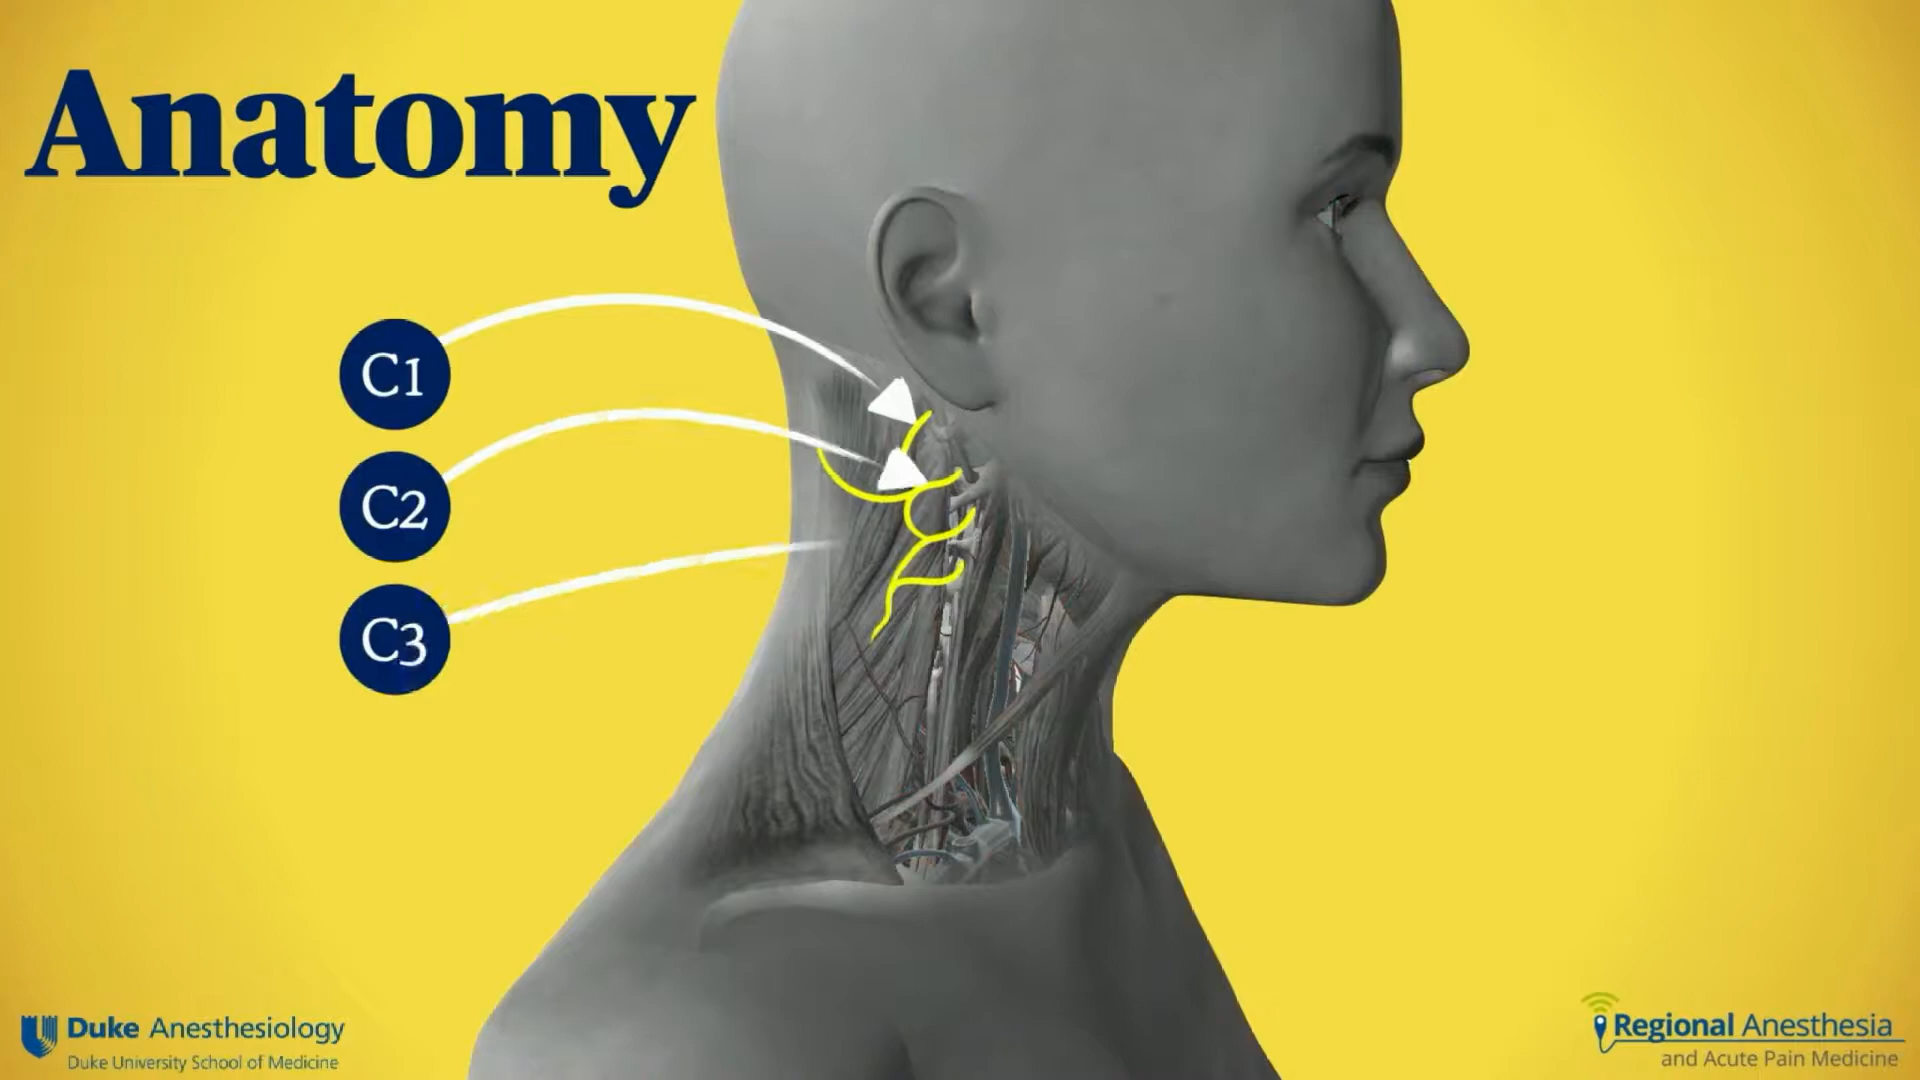 Anatomy
C1
C2
C3
Duke Anesthesiology
Duke University School of Medicine
Regional Anesthesia
and Acute Pain Medicine